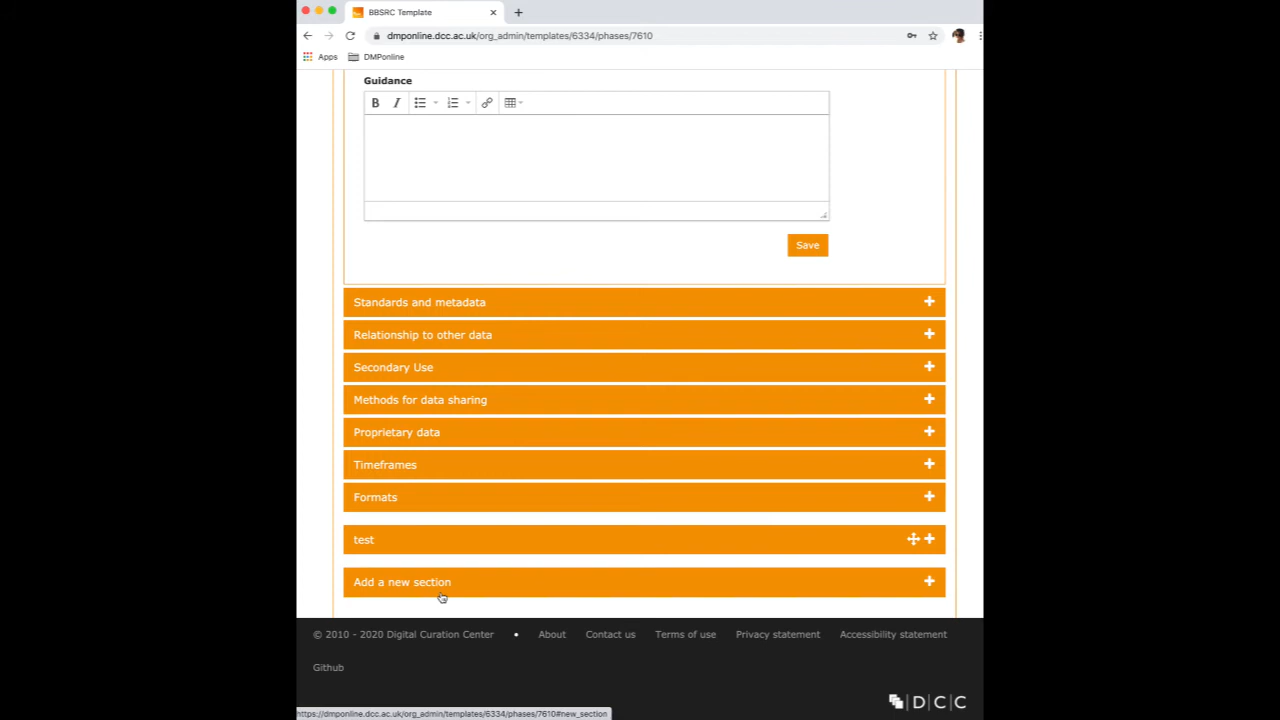 BBSRC Template
dmponline.dcc.ac.uk/org_admin/templates/6334/phases/7610
Apps DMPonline
Guidance
B I
Save
Standards and metadata
Relationship to other data
Secondary Use
Methods for data sharing
Proprietary data
Timeframes
Formats
test
Add a new section
© 2010 - 2020 Digital Curation Center • About Contact us Terms of use Privacy statement Accessibility statement
Github
DCC
https://dmponline.dcc.ac.uk/org_admin/templates/6334/phases/7610#new_section